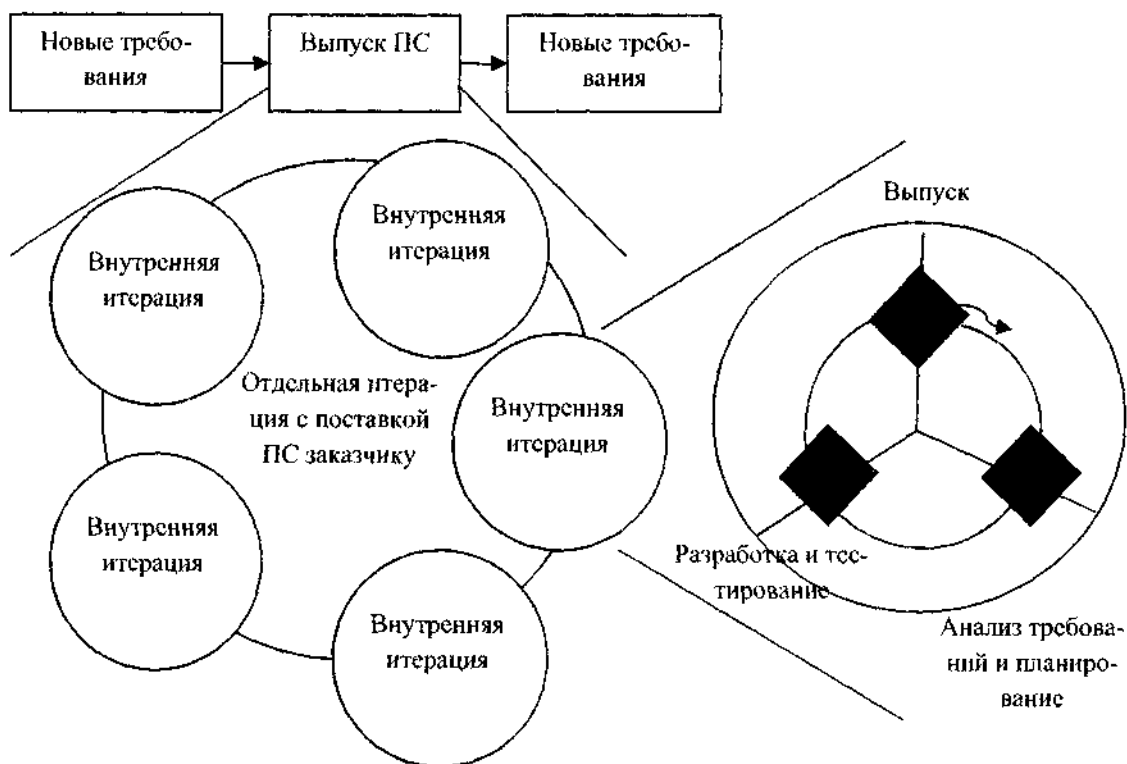 Новые требо-
вания
Выпуск ПС
Новые требо-
вания
Внутренняя
итерация
Внутренняя
итерация
Отдельная итера-
ция с поставкой
ПС заказчику
Внутренняя
итерация
Внутренняя
итерация
Внутренняя
итерация
Выпуск
Разработка и тес-
тирование
Анализ требова-
ний и планиро-
вание